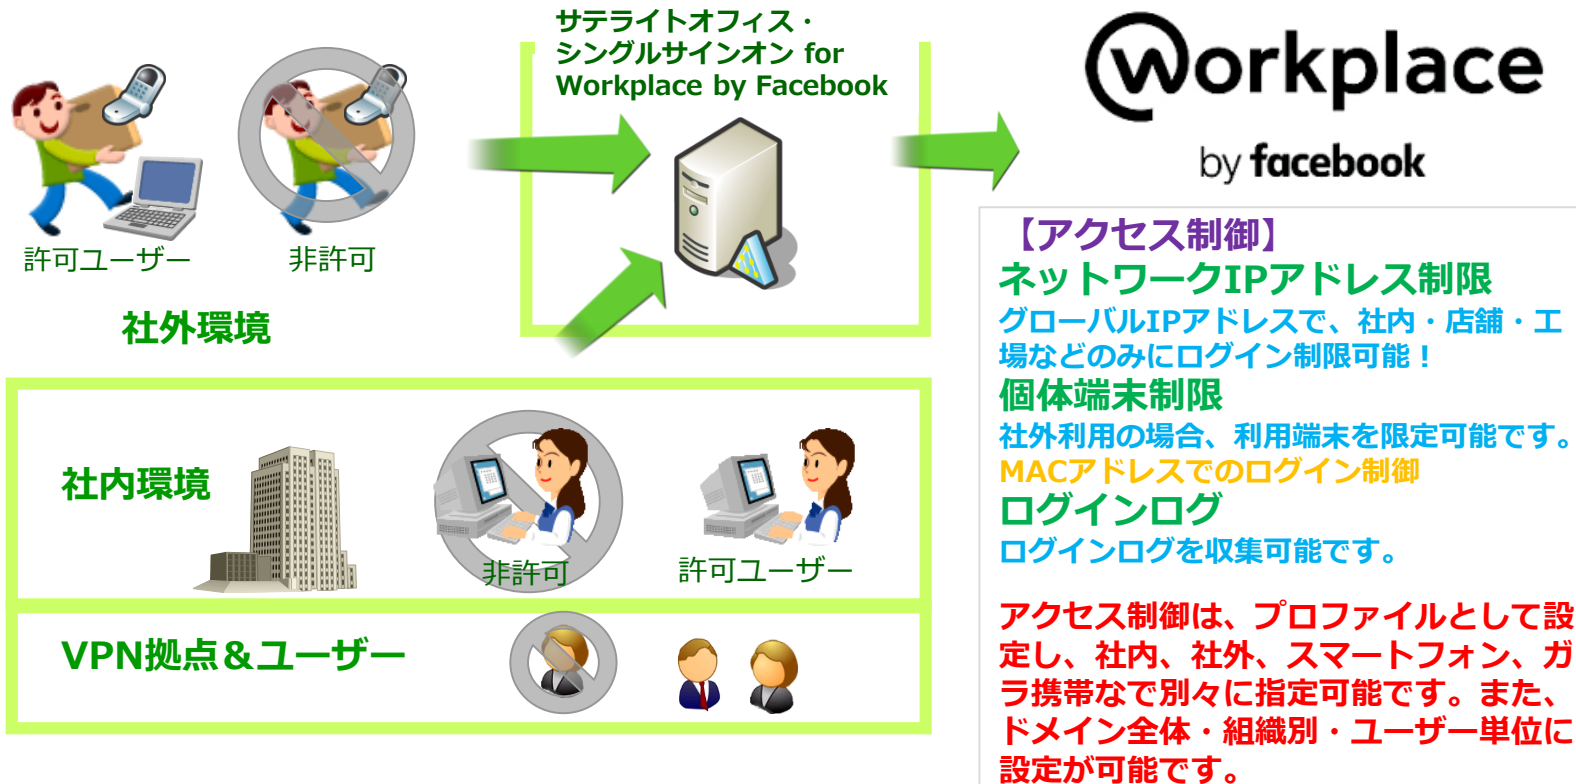 サテライトオフィス・
シングルサインオン for
Workplace by Facebook
Workplace
by facebook
許可ユーザー
非許可
社外環境
社内環境
非許可
許可ユーザー
VPN拠点＆ユーザー
【アクセス制御】
ネットワークIPアドレス制限
グローバルIPアドレスで、社内・店舗・工
場などのみにログイン制限可能！
個体端末制限
社外利用の場合、利用端末を限定可能です。
MACアドレスでのログイン制御
ログインログ
ログインログを収集可能です。
アクセス制御は、プロファイルとして設
定し、社内、社外、スマートフォン、ガ
ラ携帯なで別々に指定可能です。また、
ドメイン全体・組織別・ユーザー単位に
設定が可能です。